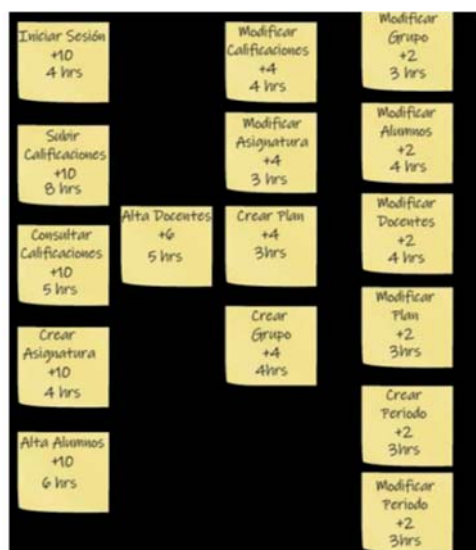 Iniciar Sesión
+10
4 hrs
Subir
Calificaciones
+10
8 hrs
Consultar
Calificaciones
+10
5 hrs
Crear
Asignatura
+10
4 hrs
Alta Alumnos
+10
6 hrs
Alta Docentes
+6
5 hrs
Modificar
Calificaciones
+4
4 hrs
Modificar
Asignatura
+4
3 hrs
Crear Plan
+4
3hrs
Crear
Grupo
+4
4hrs
Modificar
Grupo
+2
3 hrs
Modificar
Alumnos
+2
4 hrs
Modificar
Docentes
+2
4 hrs
Modificar
Plan
+2
3hrs
Crear
Periodo
+2
3hrs
Modificar
Periodo
+2
3hrs